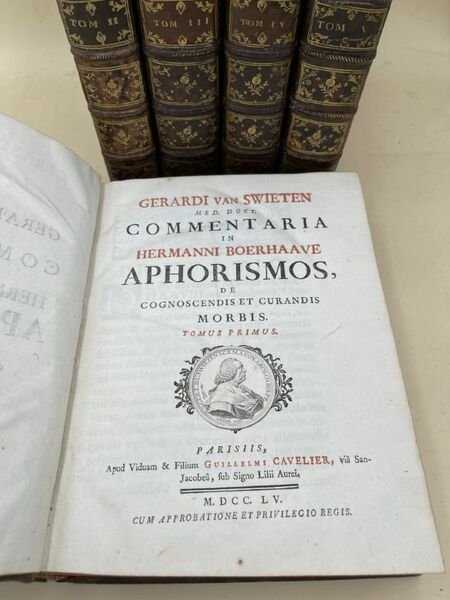 TOM II
TOM III
TOM IV
TOM V
GERARDI VAN SWIETEN
MED. DOCT.
COMMENTARIA
IN
HERMANNI BOERHAAVE
APHORISMOS,
DE
COGNOSCENDIS ET CURANDIS
MORBIS.
TOMUS PRIMUS.
PARISIIS,
Apud Viduam & Filium GUILLELMI CAVELIER, viâ San-
Jacobeâ, sub Signo Lilii Aurei.
M. DCC. LV.
CUM APPROBATIONE ET PRIVILEGIO REGIS.